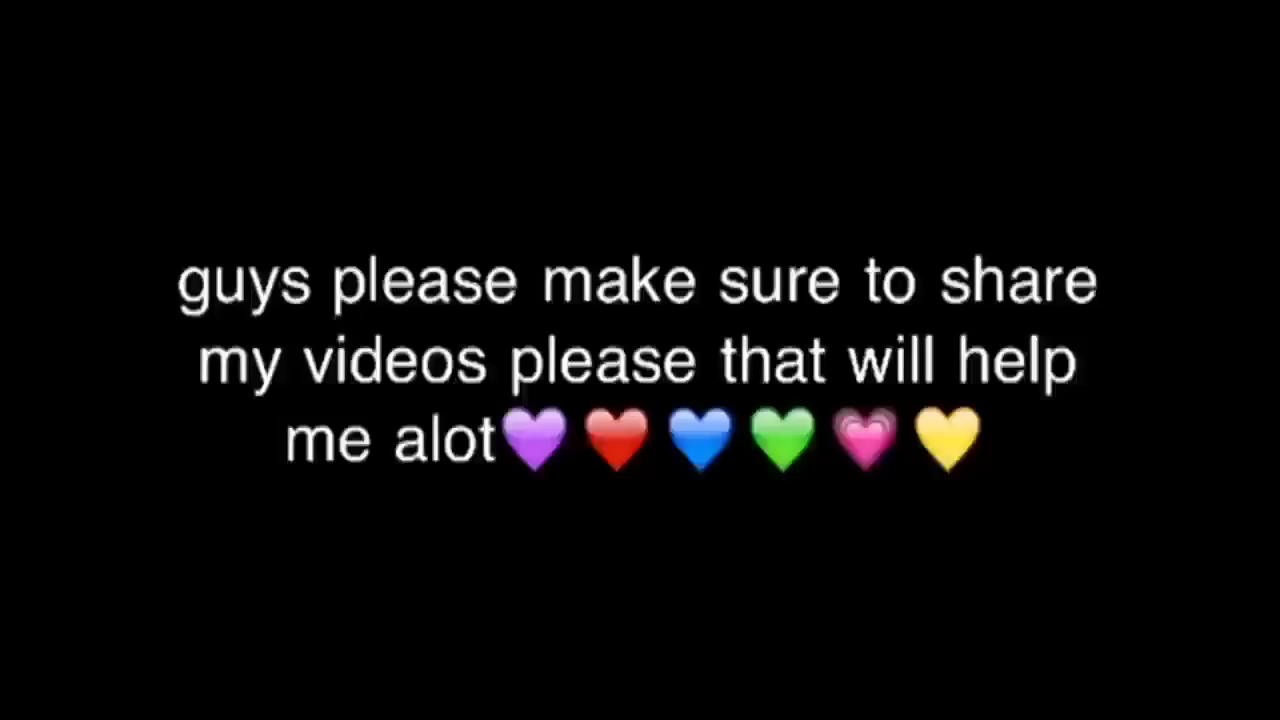 guys please make sure to share
my videos please that will help
me alot💜❤️💙💚💗💛